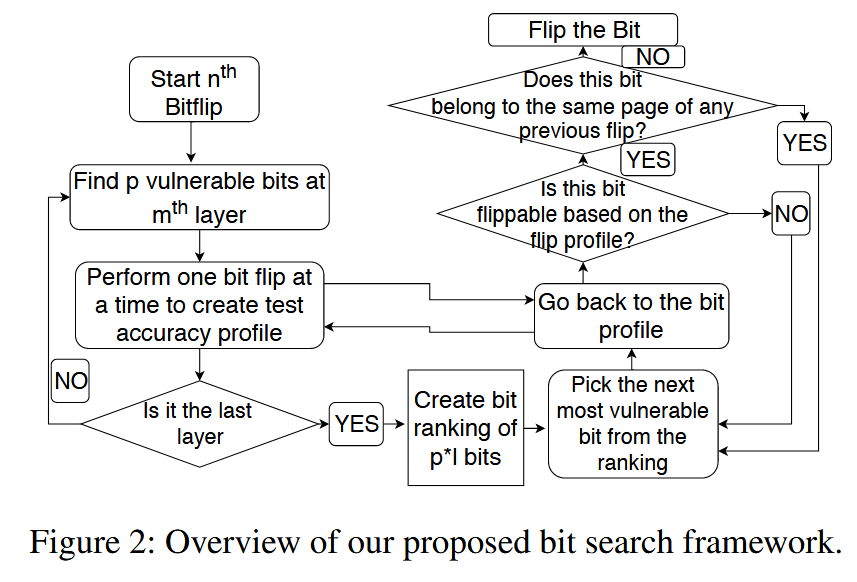 Start nth
Bitflip
Find p vulnerable bits at
mth layer
Perform one bit flip at
a time to create test
accuracy profile
Is it the last
layer
NO
YES
Create bit
ranking of
p*l bits
Pick the next
most vulnerable
bit from the
ranking
Go back to the bit
profile
Is this bit
flippable based on the
flip profile?
NO
YES
Does this bit
belong to the same page of any
previous flip?
YES
NO
Flip the Bit
Figure 2: Overview of our proposed bit search framework.